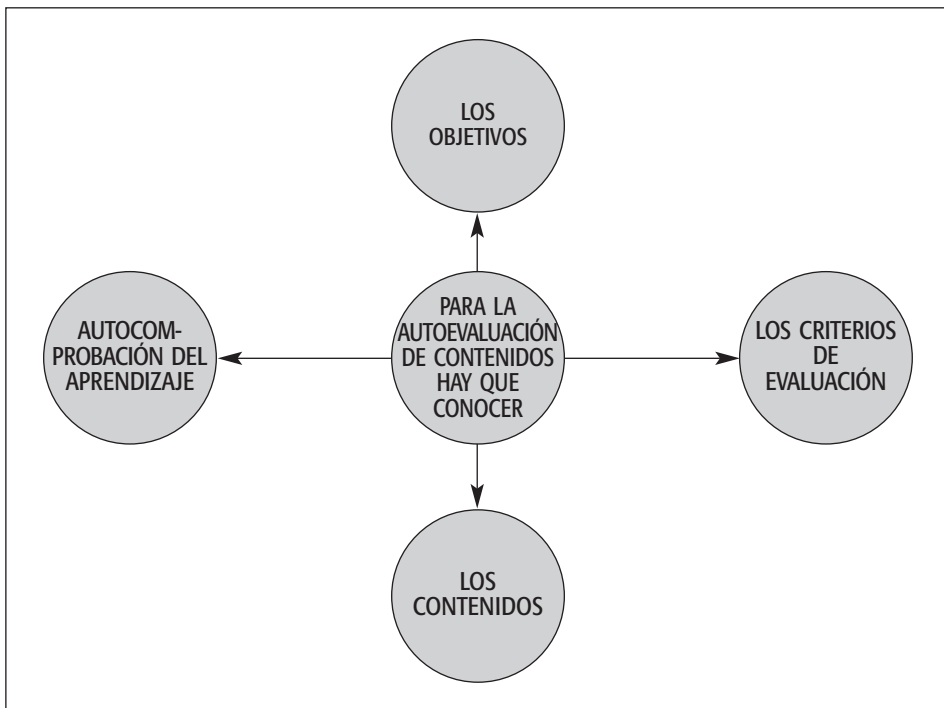 LOS
OBJETIVOS
AUTOCOM-
PROBACIÓN DEL
APRENDIZAJE
PARA LA
AUTOEVALUACIÓN
DE CONTENIDOS
HAY QUE
CONOCER
LOS CRITERIOS
DE
EVALUACIÓN
LOS
CONTENIDOS